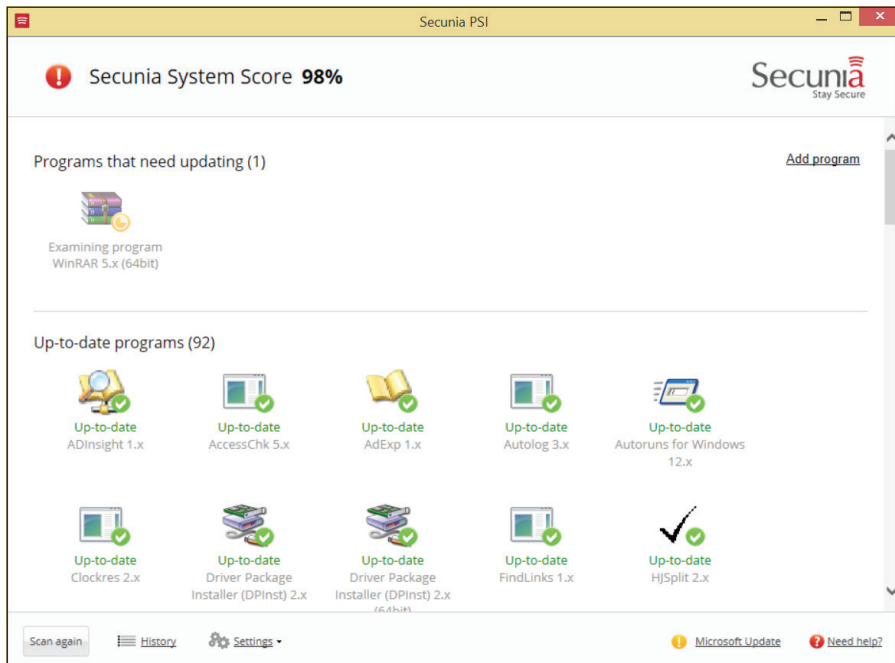 Secunia PSI
Secunia System Score 98%
Secunia
Stay Secure
Programs that need updating (1)
Add program
Examining program
WinRAR 5.x (64bit)
Up-to-date programs (92)
Up-to-date
ADInsight 1.x
Up-to-date
AccessChk 5.x
Up-to-date
AdExp 1.x
Up-to-date
Autolog 3.x
Up-to-date
Autoruns for Windows
12.x
Up-to-date
Clockres 2.x
Up-to-date
Driver Package
Installer (DPInst) 2.x
Up-to-date
Driver Package
Installer (DPInst) 2.x
(64bit)
Up-to-date
FindLinks 1.x
Up-to-date
HJSplit 2.x
Scan again
History
Settings
Microsoft Update
Need help?